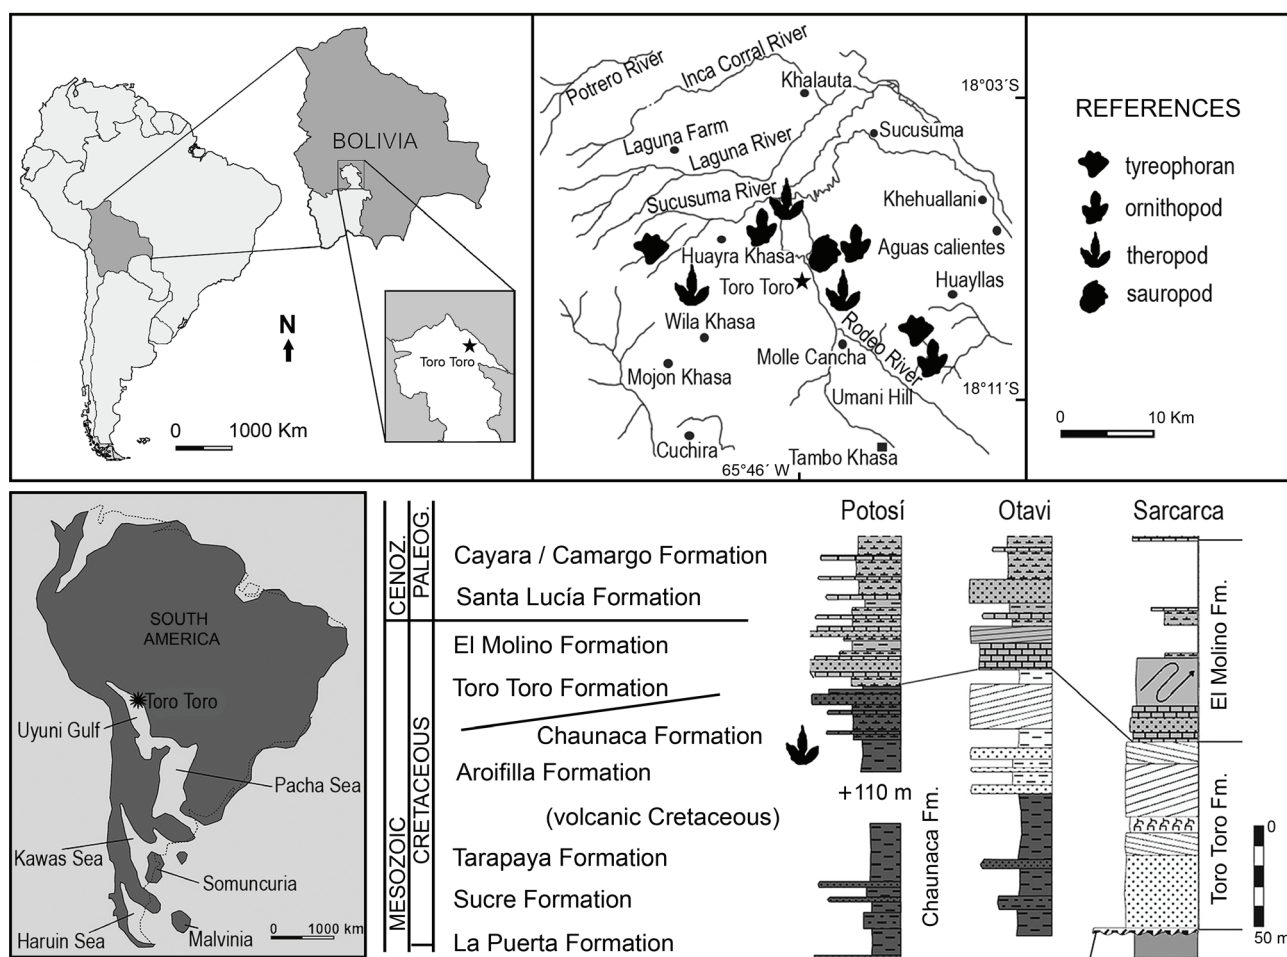 BOLIVIA
Toro Toro
N
0 1000 Km
Potrero River
Inca Corral River
Khalauta
18°03´S
Laguna Farm
Laguna River
Sucusuma
Sucusuma River
Khehuallani
Huayra Khasa
Aguas calientes
Toro Toro
Huayllas
Wila Khasa
Rodeo River
Molle Cancha
Mojon Khasa
18°11´S
Umani Hill
Cuchira
Tambo Khasa
65°46´ W
REFERENCES
tyreophoran
ornithopod
theropod
sauropod
0 10 Km
SOUTH
AMERICA
Toro Toro
Uyuni Gulf
Pacha Sea
Kawas Sea
Somuncuria
Haruin Sea
Malvinia
0 1000 km
CENOZ.
PALEOG.
MESOZOIC
CRETACEOUS
Cayara / Camargo Formation
Santa Lucía Formation
El Molino Formation
Toro Toro Formation
Chaunaca Formation
Aroifilla Formation
(volcanic Cretaceous)
Tarapaya Formation
Sucre Formation
La Puerta Formation
Potosí
Otavi
Sarcarca
+110 m
Chaunaca Fm.
El Molino Fm.
Toro Toro Fm.
0
50 m